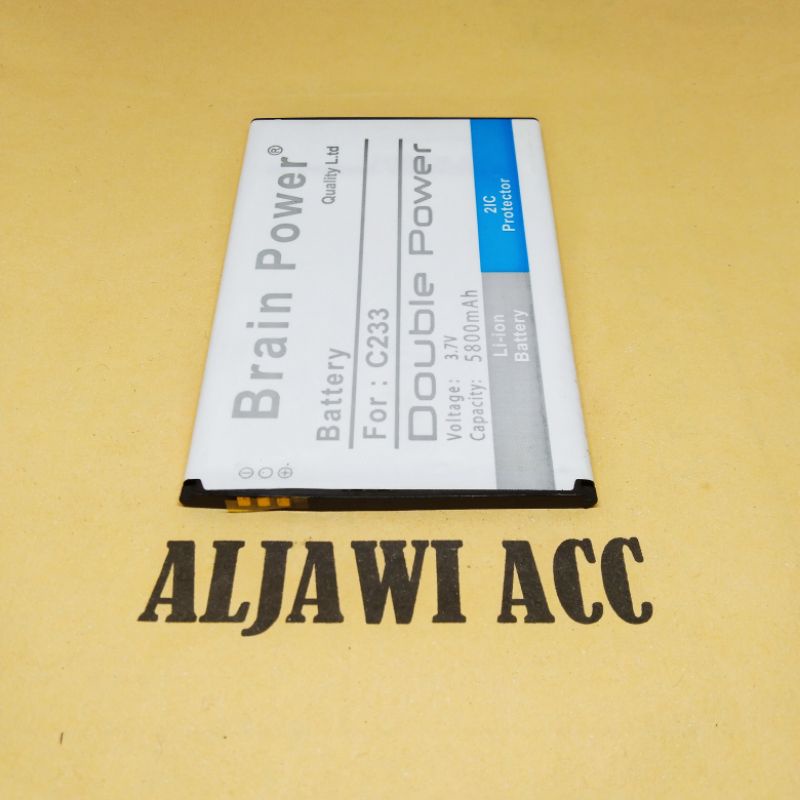 Brain Power®
Quality L.td
Battery
For : C233
Double Power
Voltage : 3.7V
Capacity: 5800mAh
2IC
Protector
Li-ion
Battery
ALJAWI ACC